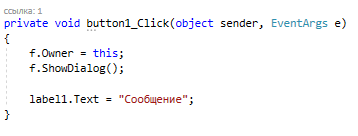 ссылка: 1
private void button1_Click(object sender, EventArgs e)
{
f.Owner = this;
f.ShowDialog();
label1.Text = "Сообщение";
}